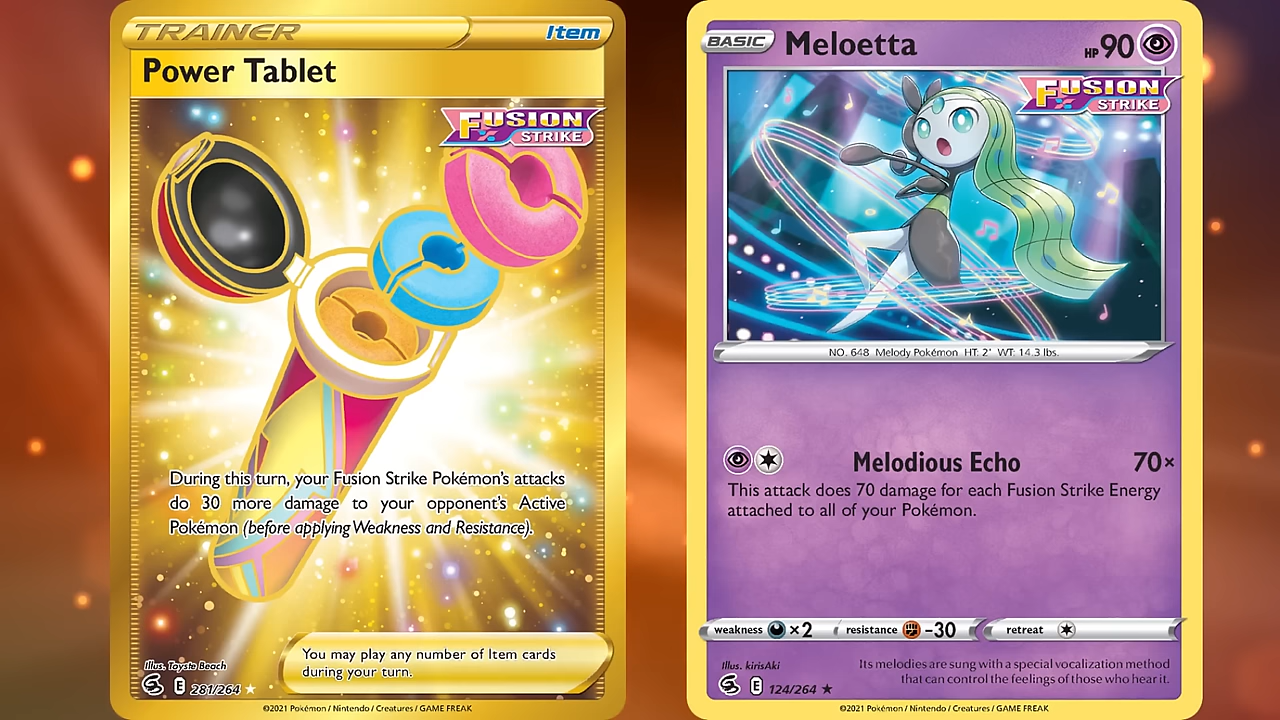 TRAINER
Item
Power Tablet
FUSION
STRIKE
During this turn, your Fusion Strike Pokémon's attacks
do 30 more damage to your opponent's Active
Pokémon (before applying Weakness and Resistance).
You may play any number of Item cards
during your turn.
Illus. Toyste Beach
E 281/264 ★
©2021 Pokémon / Nintendo / Creatures / GAME FREAK
BASIC
Meloetta
HP 90
FUSION
STRIKE
NO. 648 Melody Pokémon HT: 2' WT: 14.3 lbs.
Melodious Echo 70×
This attack does 70 damage for each Fusion Strike Energy
attached to all of your Pokémon.
weakness ×2 resistance -30 retreat
Illus. kirisAki
Its melodies are sung with a special vocalization method
that can control the feelings of those who hear it.
E 124/264 ★
©2021 Pokémon / Nintendo / Creatures / GAME FREAK